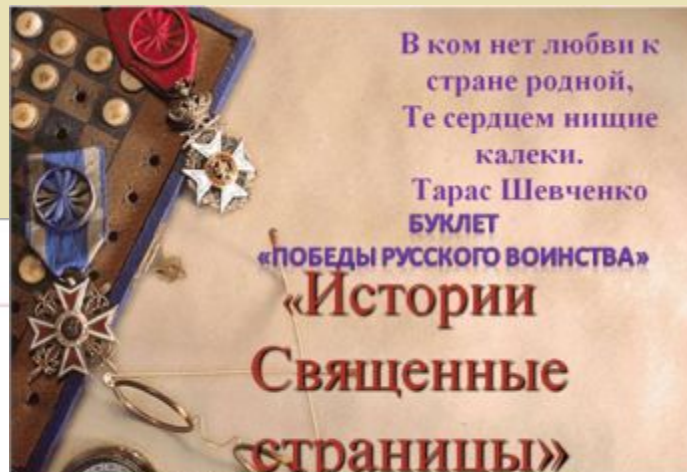 В ком нет любви к
стране родной,
Те сердцем нищие
калеки.
Тарас Шевченко
БУКЛЕТ
«ПОБЕДЫ РУССКОГО ВОИНСТВА»
«Истории
Священные
страницы»